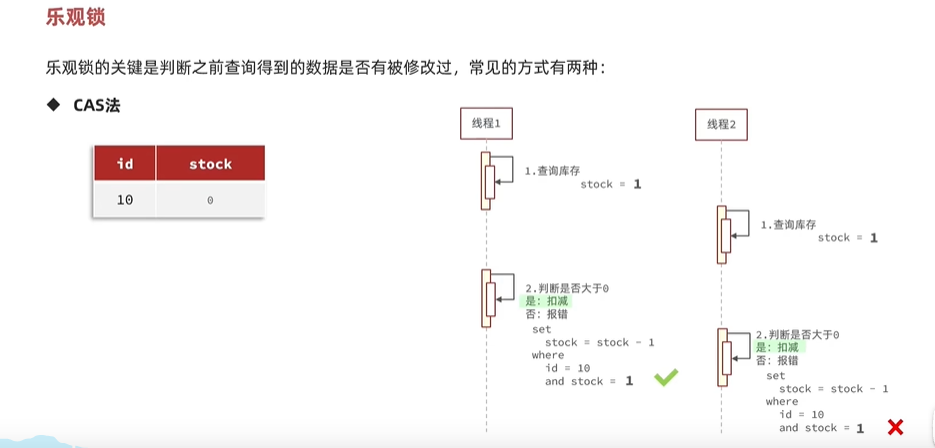 乐观锁
乐观锁的关键是判断之前查询得到的数据是否有被修改过，常见的方式有两种：
◆ CAS法
id stock
10 0
线程1
1.查询库存
stock = 1
2.判断是否大于0
是：扣减
否：报错
set
stock = stock - 1
where
id = 10
and stock = 1
线程2
1.查询库存
stock = 1
2.判断是否大于0
是：扣减
否：报错
set
stock = stock - 1
where
id = 10
and stock = 1